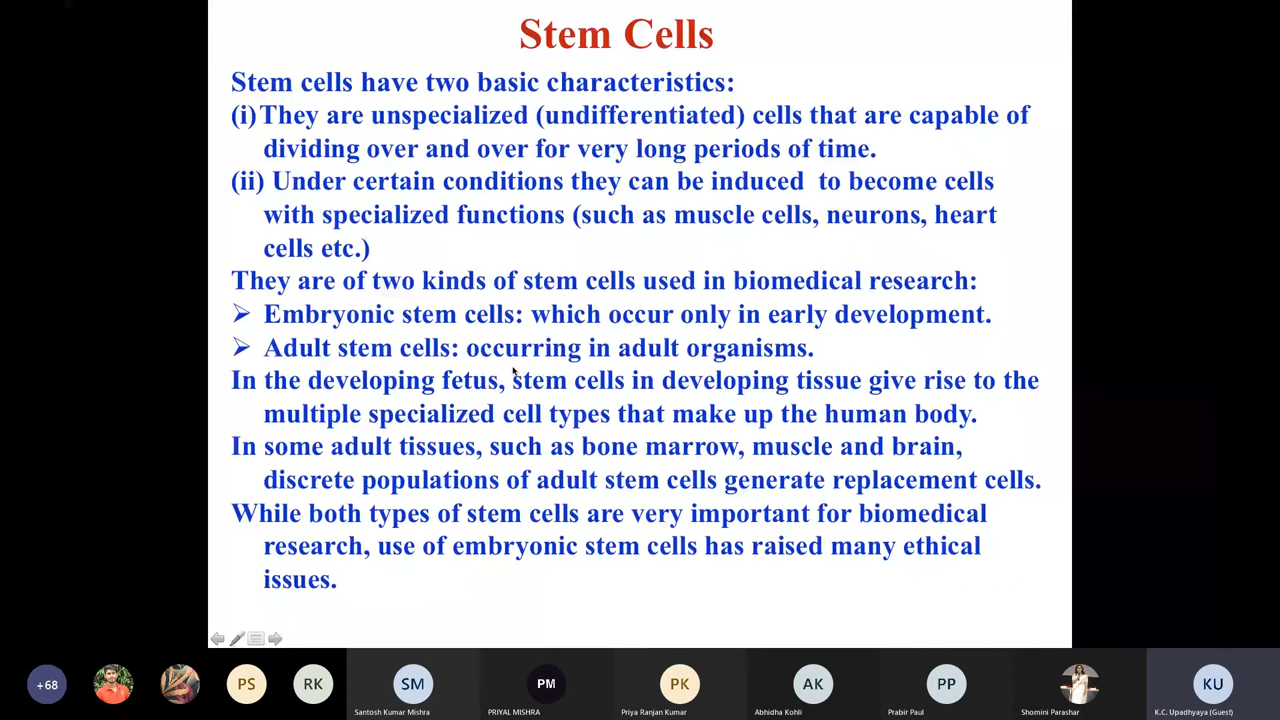 Stem Cells
Stem cells have two basic characteristics:
(i) They are unspecialized (undifferentiated) cells that are capable of
dividing over and over for very long periods of time.
(ii) Under certain conditions they can be induced to become cells
with specialized functions (such as muscle cells, neurons, heart
cells etc.)
They are of two kinds of stem cells used in biomedical research:
➢ Embryonic stem cells: which occur only in early development.
➢ Adult stem cells: occurring in adult organisms.
In the developing fetus, stem cells in developing tissue give rise to the
multiple specialized cell types that make up the human body.
In some adult tissues, such as bone marrow, muscle and brain,
discrete populations of adult stem cells generate replacement cells.
While both types of stem cells are very important for biomedical
research, use of embryonic stem cells has raised many ethical
issues.
+68 PS RK SM PM PK AK PP KU
Santosh Kumar Mishra PRIYAL MISHRA Priya Ranjan Kumar Abhidha Kohli Prabir Paul Shomini Parashar K.C. Upadhyaya (Guest)